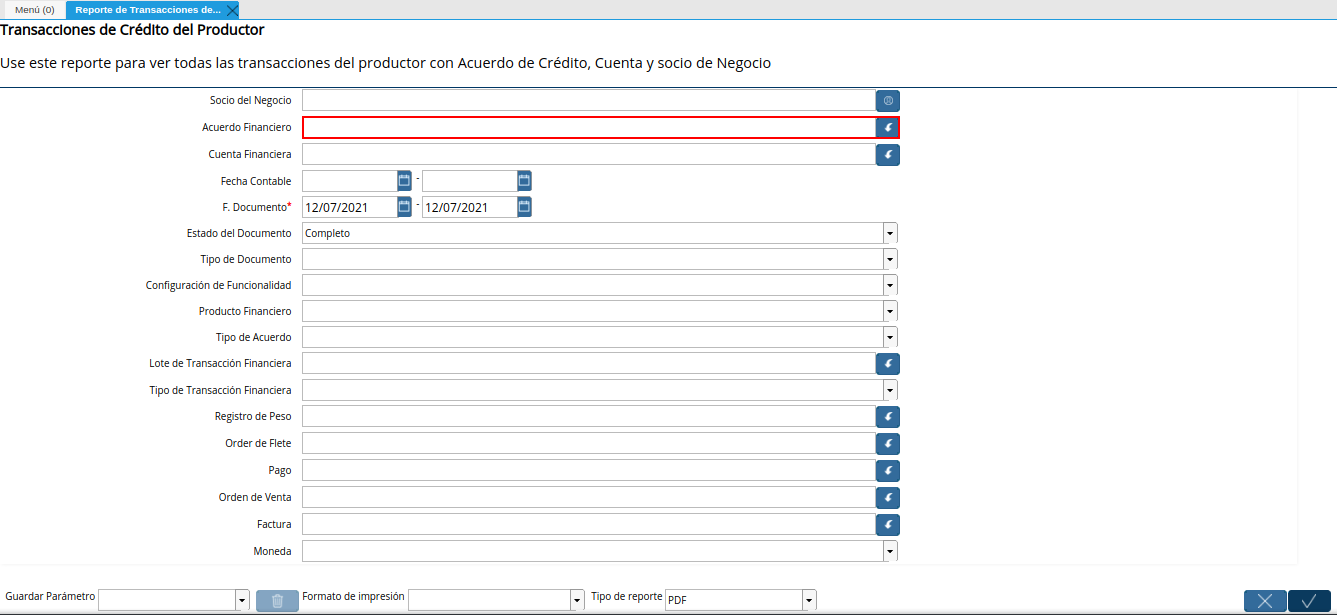 Menú (0)
Reporte de Transacciones de...
Transacciones de Crédito del Productor
Use este reporte para ver todas las transacciones del productor con Acuerdo de Crédito, Cuenta y socio de Negocio
Socio del Negocio
Acuerdo Financiero
Cuenta Financiera
Fecha Contable -
F. Documento* 12/07/2021 - 12/07/2021
Estado del Documento Completo
Tipo de Documento
Configuración de Funcionalidad
Producto Financiero
Tipo de Acuerdo
Lote de Transacción Financiera
Tipo de Transacción Financiera
Registro de Peso
Order de Flete
Pago
Orden de Venta
Factura
Moneda
Guardar Parámetro Formato de impresión Tipo de reporte PDF